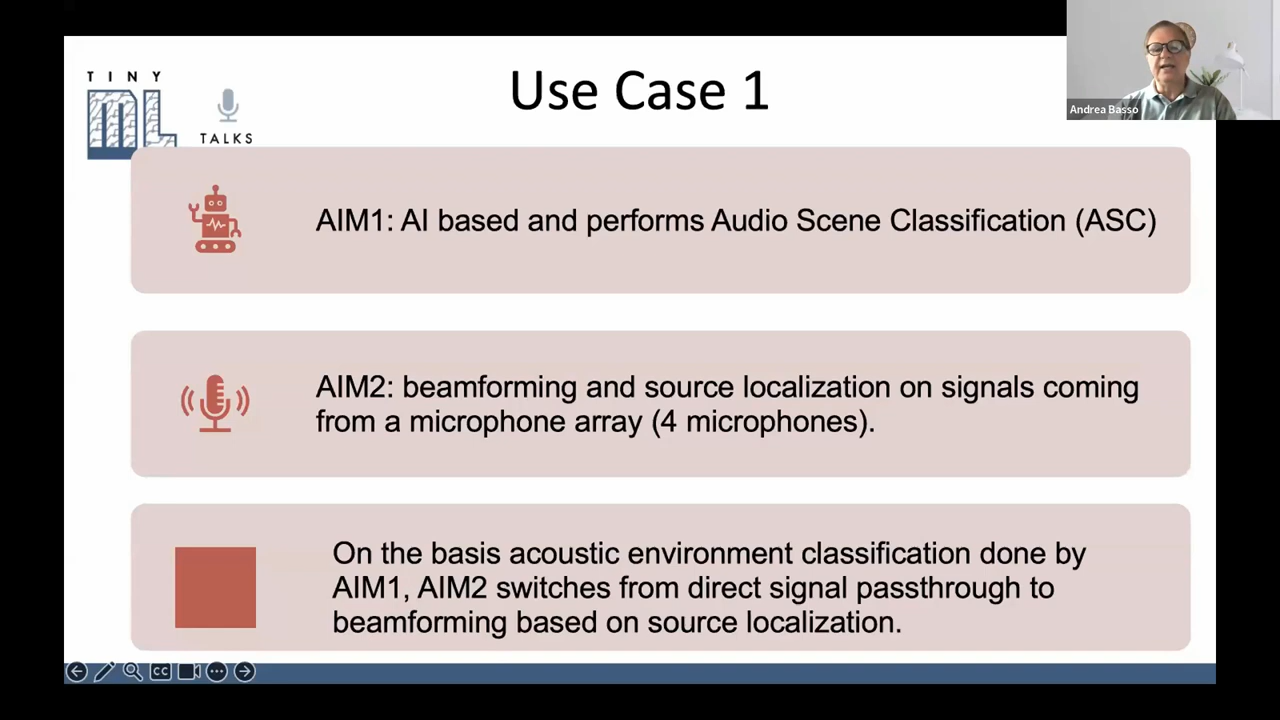 TINY
ML
TALKS
Use Case 1
Andrea Basso
AIM1: AI based and performs Audio Scene Classification (ASC)
AIM2: beamforming and source localization on signals coming
from a microphone array (4 microphones).
On the basis acoustic environment classification done by
AIM1, AIM2 switches from direct signal passthrough to
beamforming based on source localization.
CC